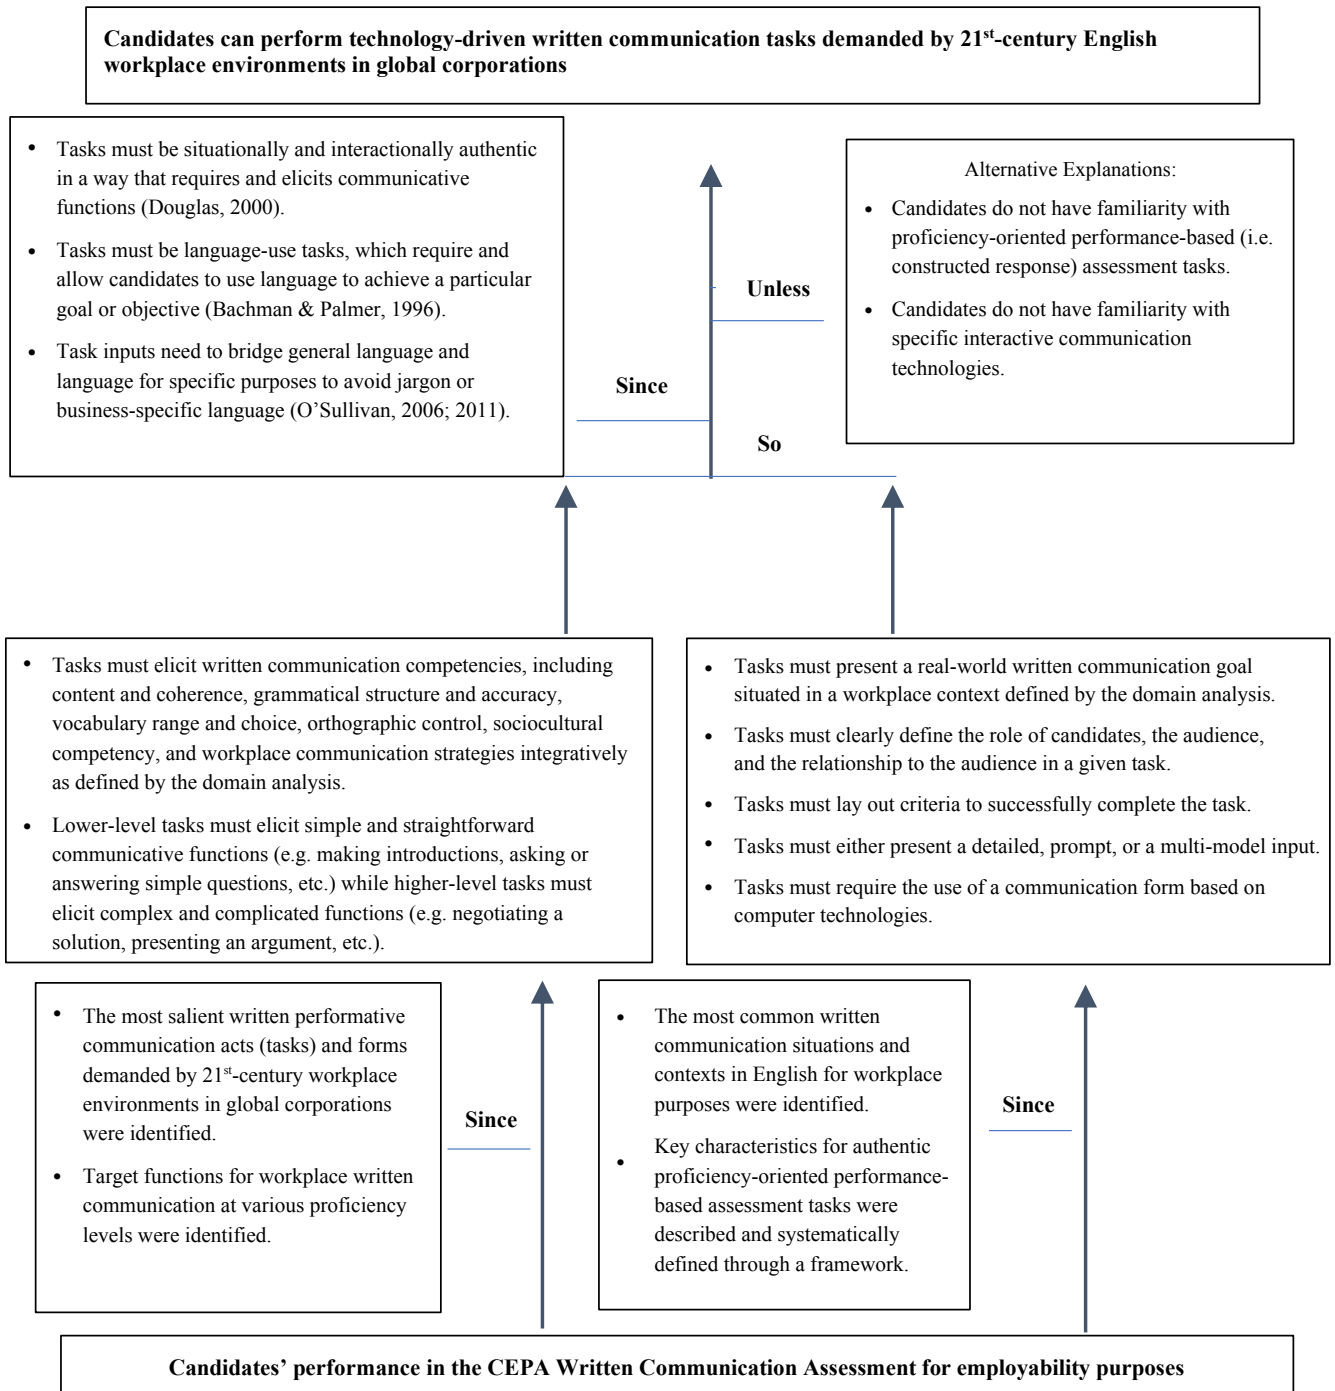 Candidates can perform technology-driven written communication tasks demanded by 21st-century English
workplace environments in global corporations
• Tasks must be situationally and interactionally authentic
in a way that requires and elicits communicative
functions (Douglas, 2000).
• Tasks must be language-use tasks, which require and
allow candidates to use language to achieve a particular
goal or objective (Bachman & Palmer, 1996).
• Task inputs need to bridge general language and
language for specific purposes to avoid jargon or
business-specific language (O’Sullivan, 2006; 2011).
Since
So
Unless
Alternative Explanations:
• Candidates do not have familiarity with
proficiency-oriented performance-based (i.e.
constructed response) assessment tasks.
• Candidates do not have familiarity with
specific interactive communication
technologies.
• Tasks must elicit written communication competencies, including
content and coherence, grammatical structure and accuracy,
vocabulary range and choice, orthographic control, sociocultural
competency, and workplace communication strategies integratively
as defined by the domain analysis.
• Lower-level tasks must elicit simple and straightforward
communicative functions (e.g. making introductions, asking or
answering simple questions, etc.) while higher-level tasks must
elicit complex and complicated functions (e.g. negotiating a
solution, presenting an argument, etc.).
• Tasks must present a real-world written communication goal
situated in a workplace context defined by the domain analysis.
• Tasks must clearly define the role of candidates, the audience,
and the relationship to the audience in a given task.
• Tasks must lay out criteria to successfully complete the task.
• Tasks must either present a detailed, prompt, or a multi-model input.
• Tasks must require the use of a communication form based on
computer technologies.
• The most salient written performative
communication acts (tasks) and forms
demanded by 21st-century workplace
environments in global corporations
were identified.
• Target functions for workplace written
communication at various proficiency
levels were identified.
Since
• The most common written
communication situations and
contexts in English for workplace
purposes were identified.
• Key characteristics for authentic
proficiency-oriented performance-
based assessment tasks were
described and systematically
defined through a framework.
Since
Candidates’ performance in the CEPA Written Communication Assessment for employability purposes